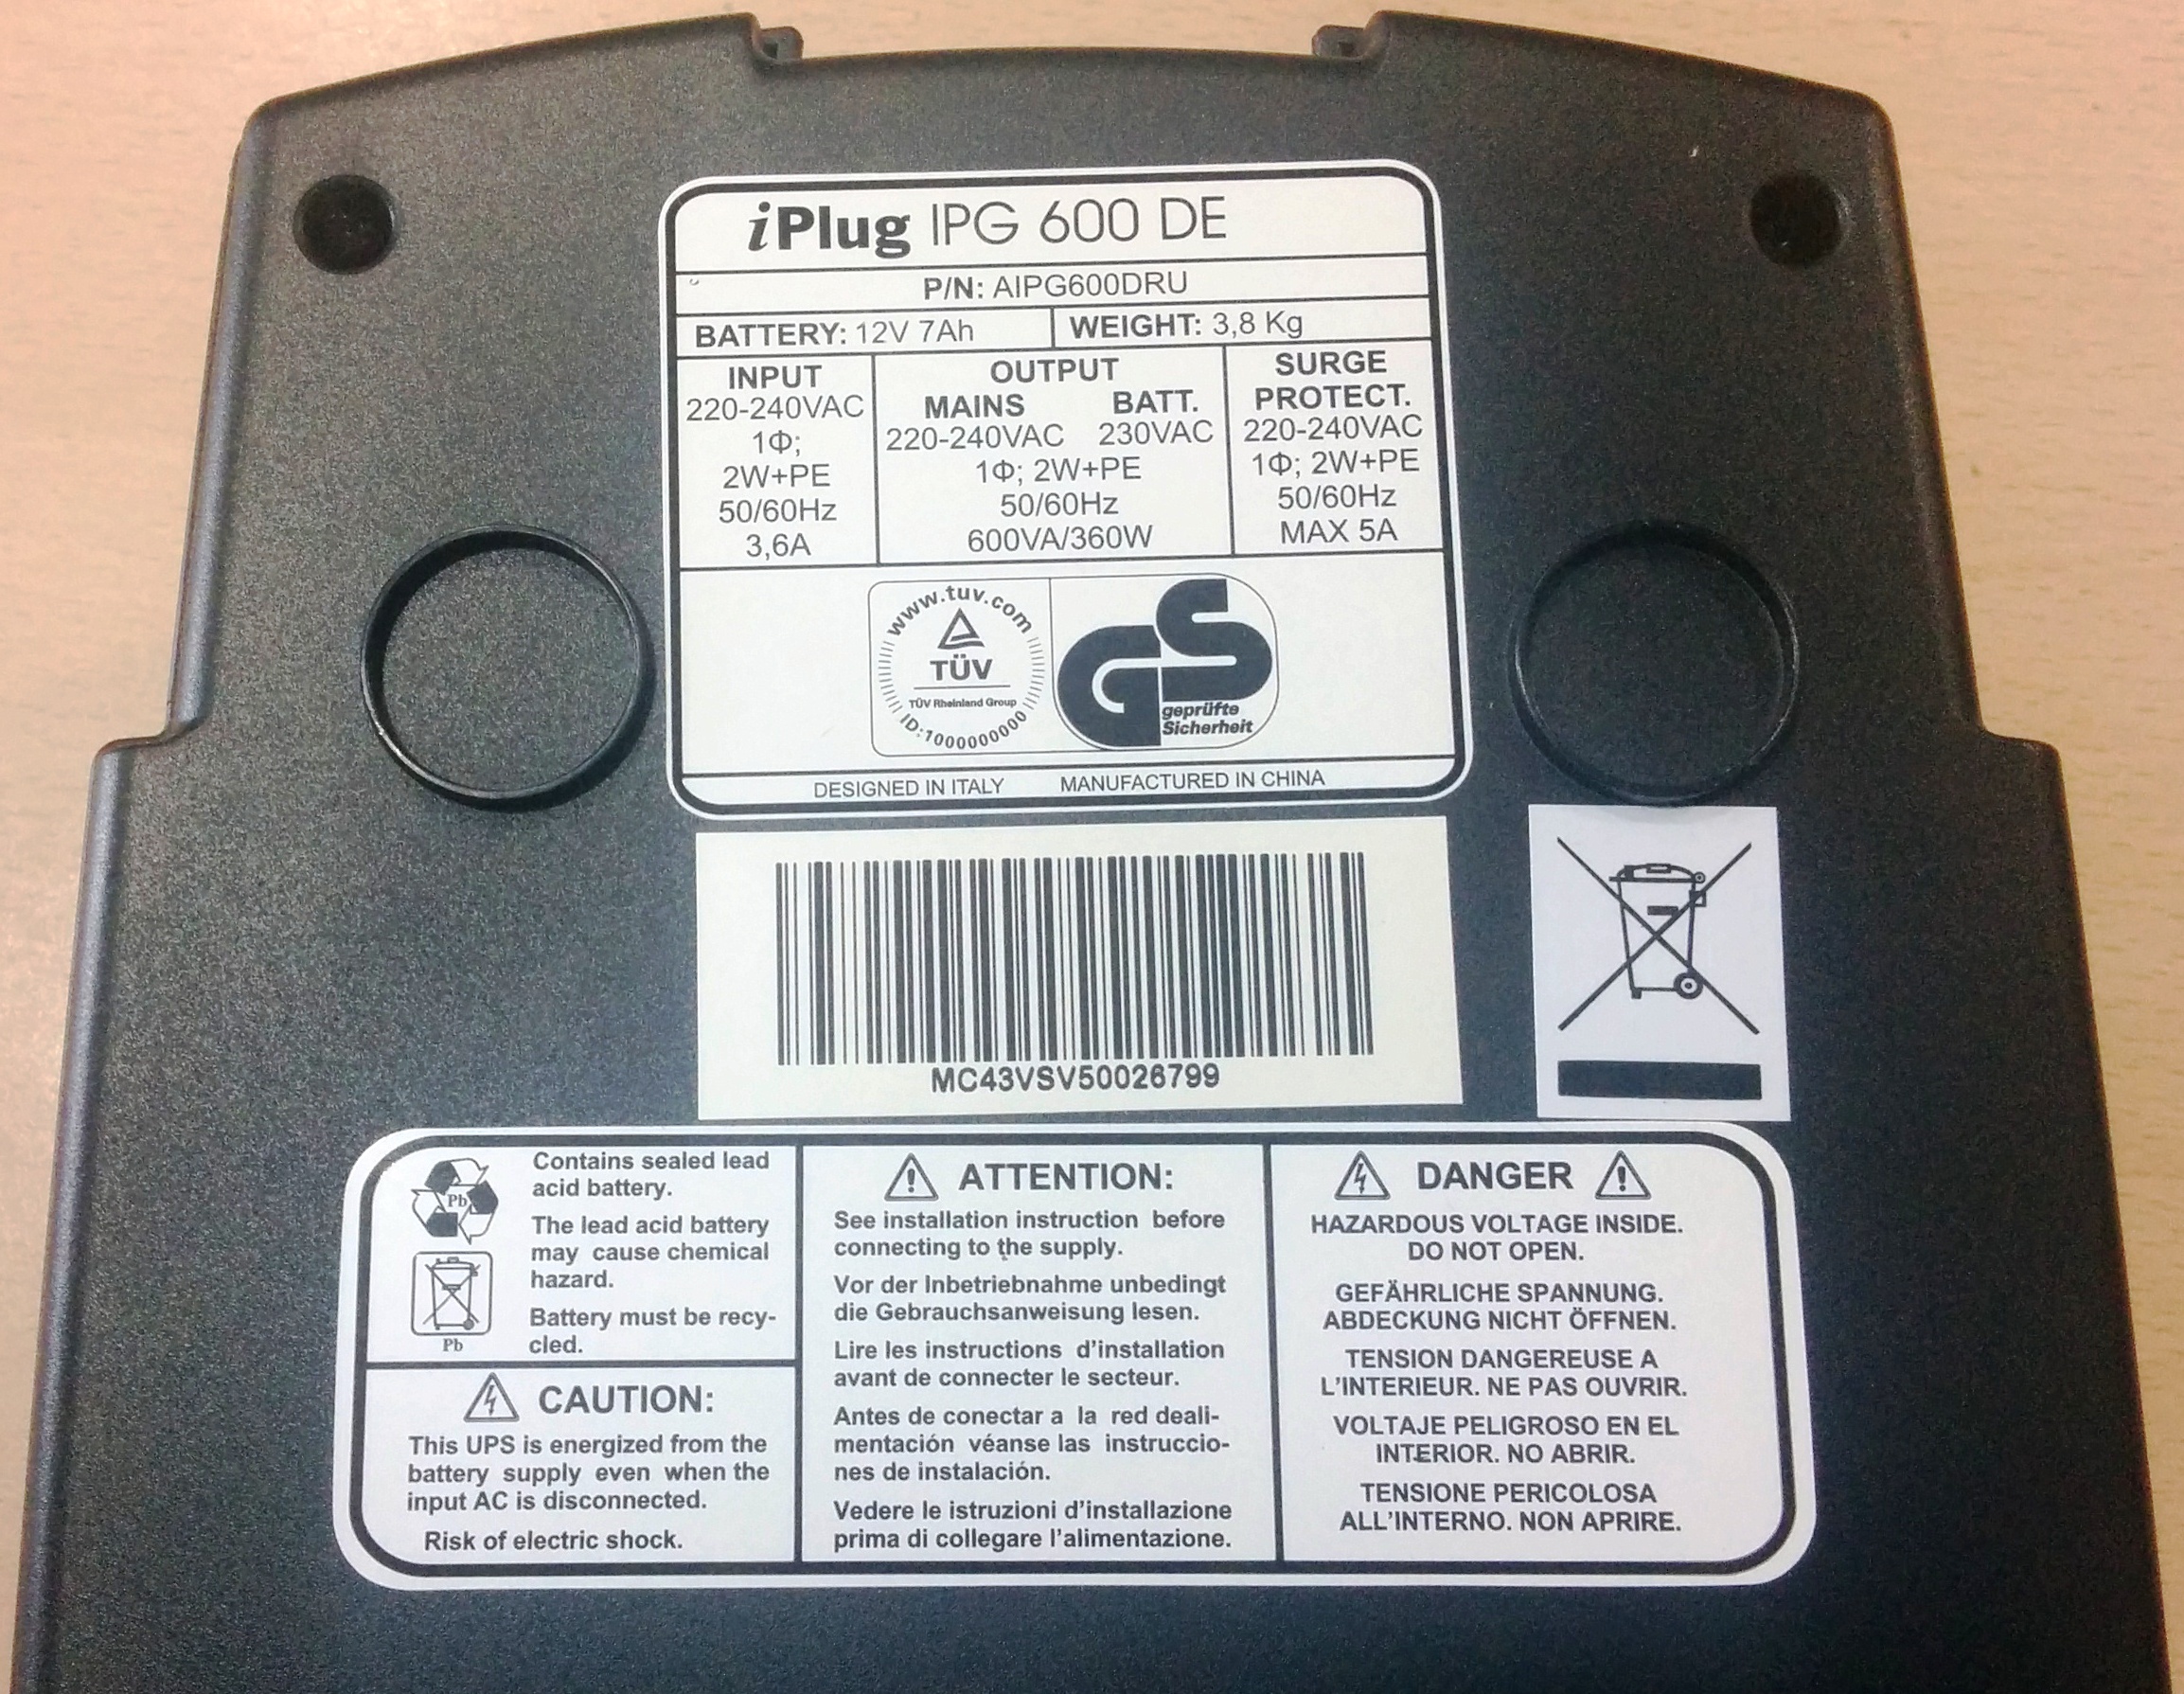 iPlug IPG 600 DE
P/N: AIPG600DRU
BATTERY: 12V 7Ah
WEIGHT: 3,8 Kg
INPUT
220-240VAC
1Φ;
2W+PE
50/60Hz
3,6A
OUTPUT
MAINS BATT.
220-240VAC 230VAC
1Φ; 2W+PE
50/60Hz
600VA/360W
SURGE
PROTECT.
220-240VAC
1Φ; 2W+PE
50/60Hz
MAX 5A
www.tuv.com
TÜV
TÜV Rheinland Group
ID:1000000000
GS
geprüfte
Sicherheit
DESIGNED IN ITALY MANUFACTURED IN CHINA
MC43VSV50026799
Pb
Pb
Contains sealed lead
acid battery.
The lead acid battery
may cause chemical
hazard.
Battery must be recy-
cled.
CAUTION:
This UPS is energized from the
battery supply even when the
input AC is disconnected.
Risk of electric shock.
ATTENTION:
See installation instruction before
connecting to the supply.
Vor der Inbetriebnahme unbedingt
die Gebrauchsanweisung lesen.
Lire les instructions d'installation
avant de connecter le secteur.
Antes de conectar a la red deali-
mentación véanse las instruccio-
nes de instalación.
Vedere le istruzioni d'installazione
prima di collegare l'alimentazione.
DANGER
HAZARDOUS VOLTAGE INSIDE.
DO NOT OPEN.
GEFÄHRLICHE SPANNUNG.
ABDECKUNG NICHT ÖFFNEN.
TENSION DANGEREUSE A
L'INTERIEUR. NE PAS OUVRIR.
VOLTAJE PELIGROSO EN EL
INTERIOR. NO ABRIR.
TENSIONE PERICOLOSA
ALL'INTERNO. NON APRIRE.